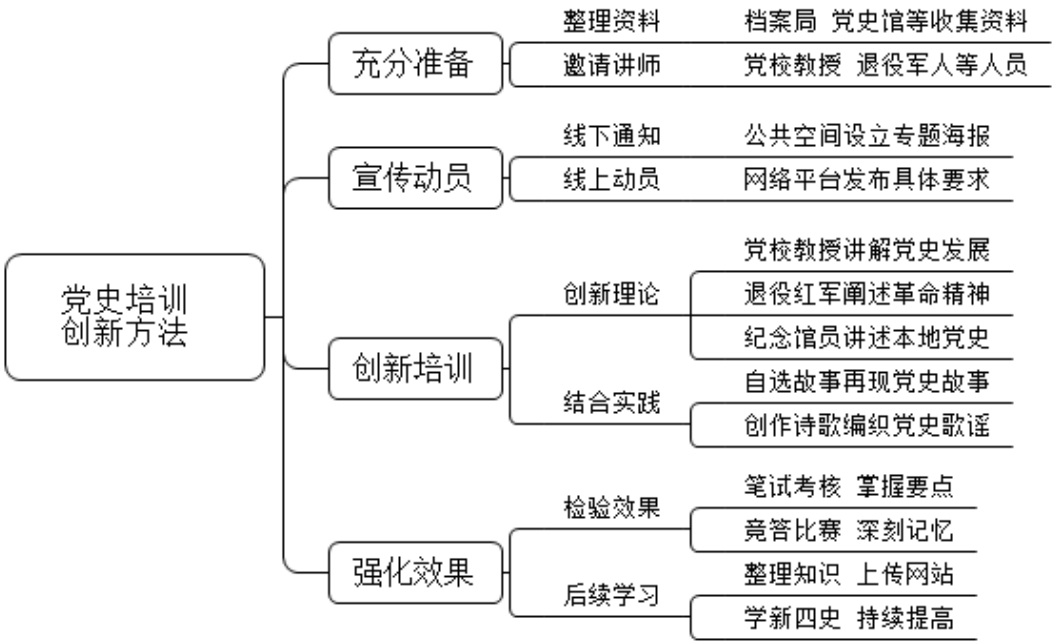 党史培训
创新方法
充分准备
整理资料
档案局 党史馆等收集资料
邀请讲师
党校教授 退役军人等人员
宣传动员
线下通知
公共空间设立专题海报
线上动员
网络平台发布具体要求
创新培训
创新理论
党校教授讲解党史发展
退役红军阐述革命精神
纪念馆员讲述本地党史
结合实践
自选故事再现党史故事
创作诗歌编织党史歌谣
强化效果
检验效果
笔试考核 掌握要点
竞答比赛 深刻记忆
后续学习
整理知识 上传网站
学新四史 持续提高